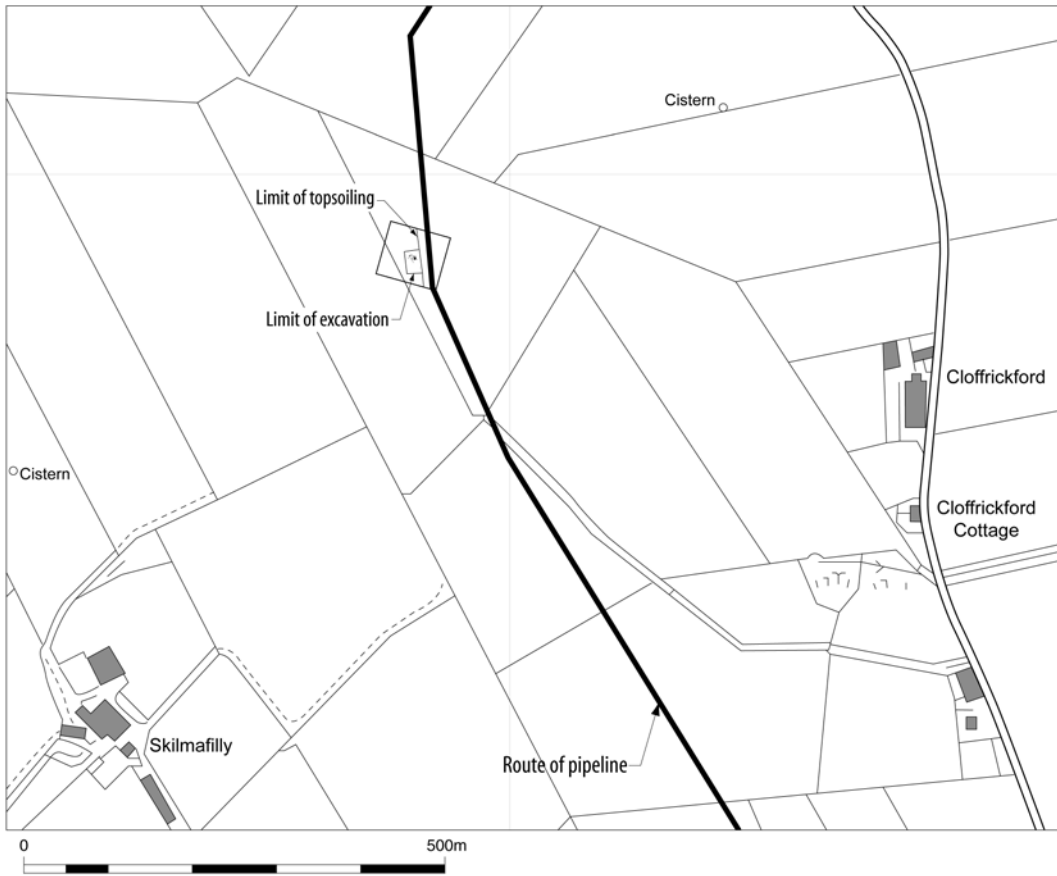 Cistern
Limit of topsoiling
Limit of excavation
Cloffrickford
Cistern
Cloffrickford
Cottage
Skilmafilly
Route of pipeline
0
500m